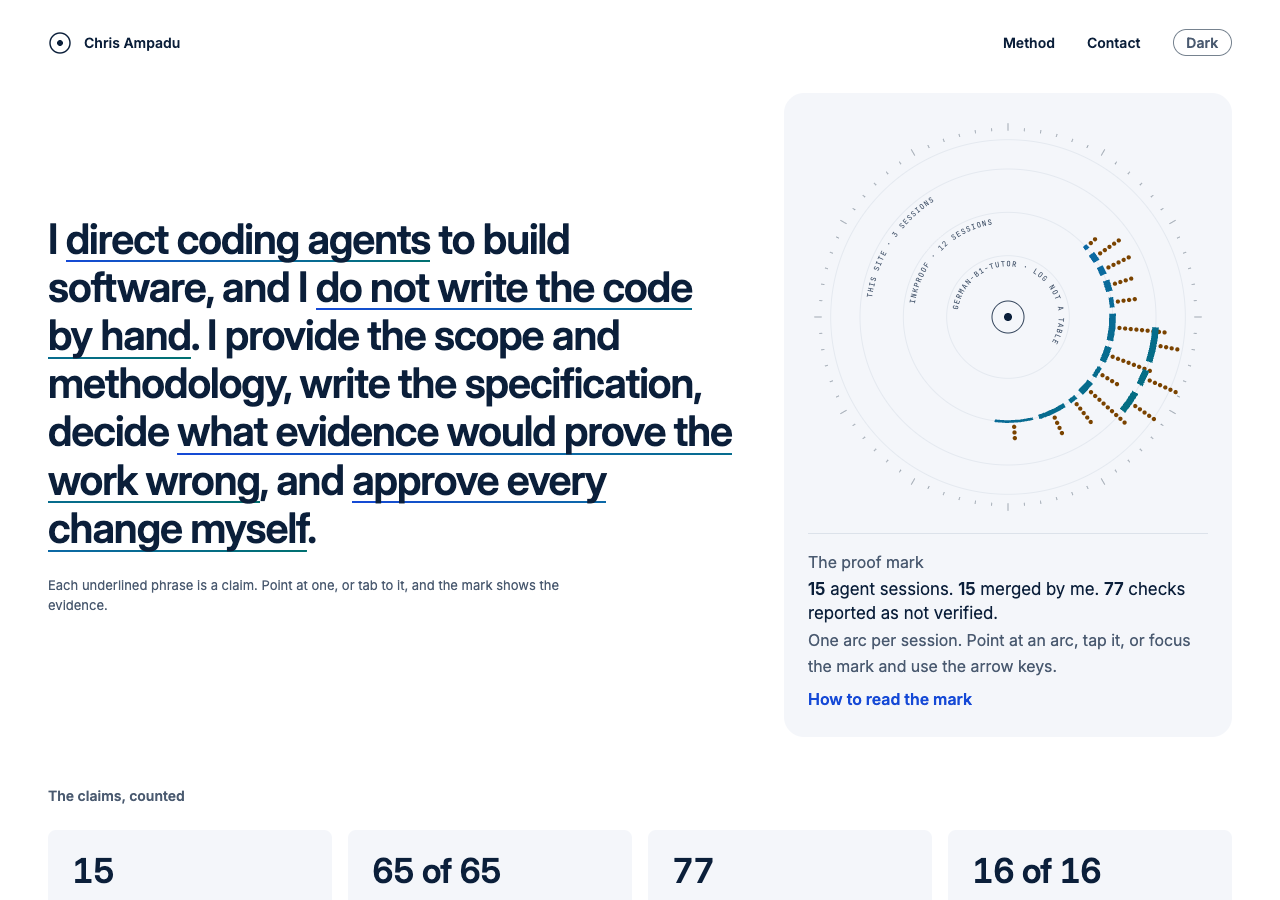 Chris Ampadu
Method
Contact
Dark
I direct coding agents to build
software, and I do not write the code
by hand. I provide the scope and
methodology, write the specification,
decide what evidence would prove the
work wrong, and approve every
change myself.
Each underlined phrase is a claim. Point at one, or tab to it, and the mark shows the
evidence.
THIS SITE · 3 SESSIONS
INKPROOF · 12 SESSIONS
GERMAN-B1-TUTOR · LOG NOT A TABLE
The proof mark
15 agent sessions. 15 merged by me. 77 checks
reported as not verified.
One arc per session. Point at an arc, tap it, or focus
the mark and use the arrow keys.
How to read the mark
The claims, counted
15
65 of 65
77
16 of 16